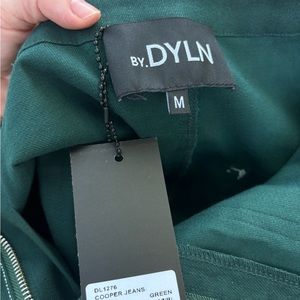 BY.DYLN
M
DL1276
COOPER JEANS
GREEN